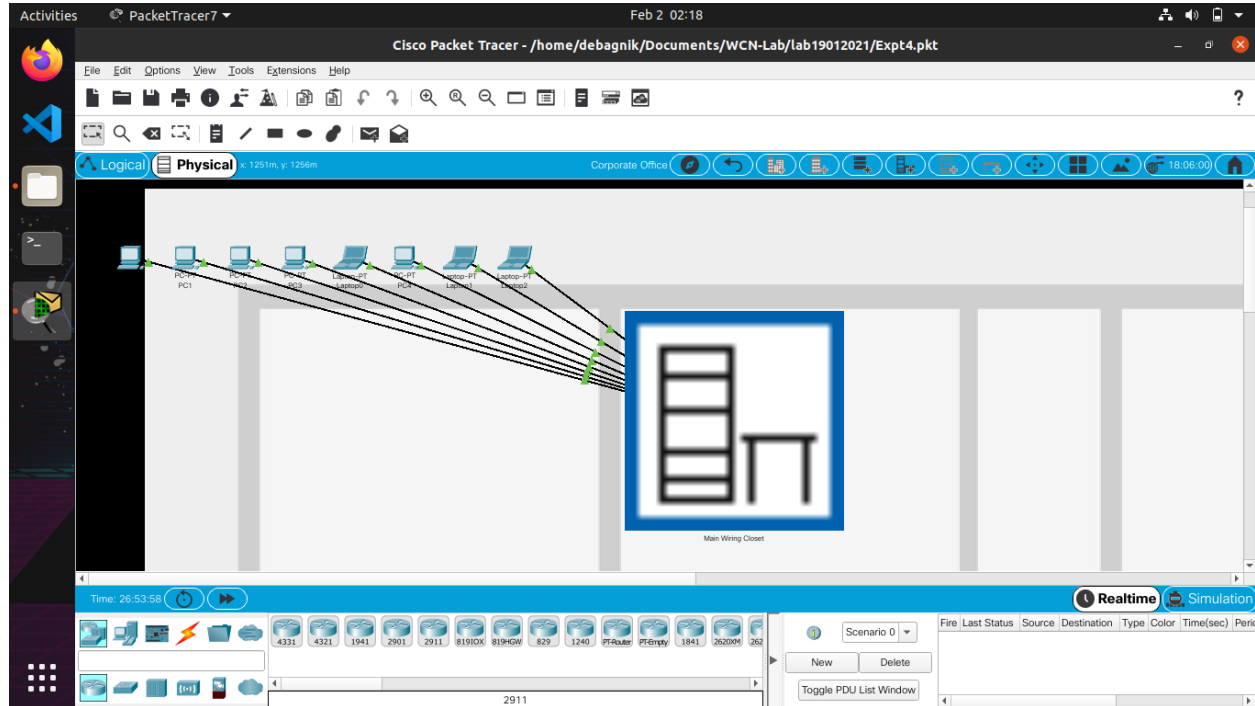 Activities PacketTracer7 Feb 2 02:18
Cisco Packet Tracer - /home/debagnik/Documents/WCN-Lab/lab19012021/Expt4.pkt
File Edit Options View Tools Extensions Help
?
Logical Physical x: 1251m, y: 1256m Corporate Office 18:06:00
PC-PT PC-PT PC-PT Laptop-PT PC-PT Laptop-PT Laptop-PT
PC1 PC2 PC3 Laptop0 PC4 Laptop1 Laptop2
Main Wiring Closet
Time: 26:53:58 Realtime Simulation
4331 4321 1941 2901 2911 819IOX 819HGW 829 1240 PT-Router PT-Empty 1841 2620XM 262
Scenario 0
Fire Last Status Source Destination Type Color Time(sec) Peri
New Delete
Toggle PDU List Window
2911